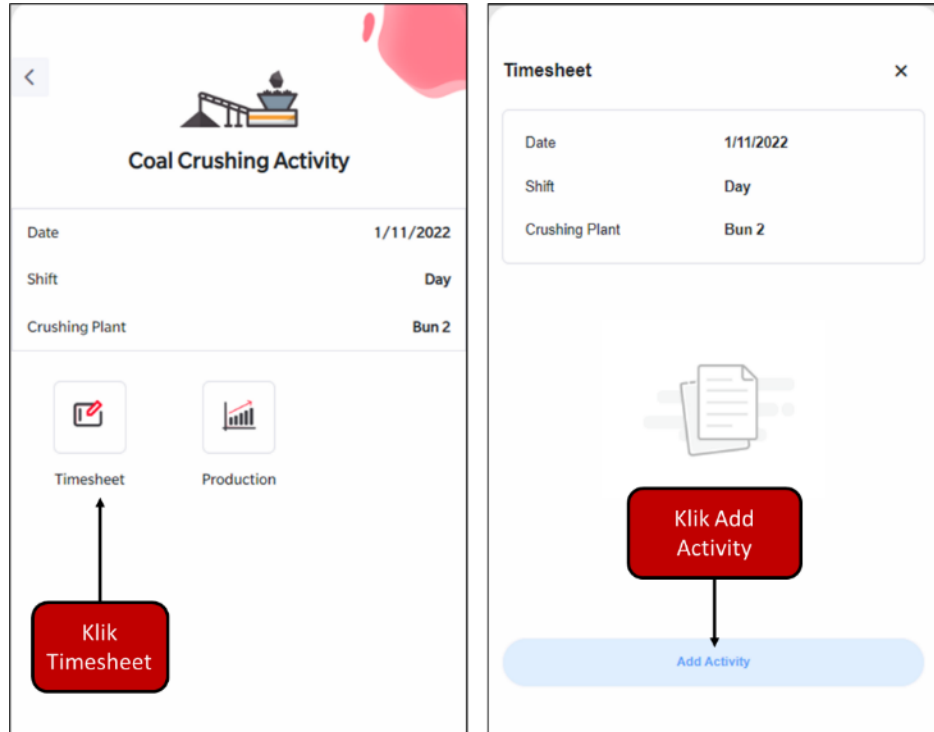 Coal Crushing Activity
Date 1/11/2022
Shift Day
Crushing Plant Bun 2
Timesheet Production
Klik
Timesheet
Timesheet
Date 1/11/2022
Shift Day
Crushing Plant Bun 2
Klik Add
Activity
Add Activity